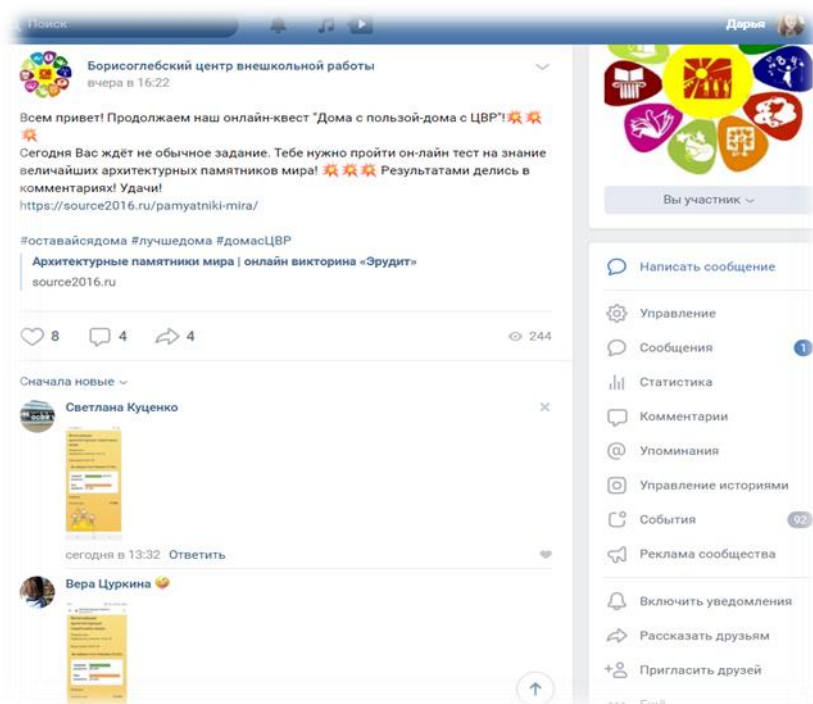 Поиск
Дарья
Борисоглебский центр внешкольной работы
вчера в 16:22
Всем привет! Продолжаем наш онлайн-квест "Дома с пользой-дома с ЦВР"!💥💥
💥
Сегодня Вас ждёт не обычное задание. Тебе нужно пройти он-лайн тест на знание
величайших архитектурных памятников мира! 💥💥💥 Результатами делись в
комментариях! Удачи!
https://source2016.ru/pamyatniki-mira/
#оставайсядома #лучшедома #домасЦВР
Архитектурные памятники мира | онлайн викторина «Эрудит»
source2016.ru
8 4 4 244
Сначала новые
Светлана Куценко
сегодня в 13:32 Ответить
Вера Цуркина 🤣
Вы участник
Написать сообщение
Управление
Сообщения 1
Статистика
Комментарии
Упоминания
Управление историями
События 92
Реклама сообщества
Включить уведомления
Рассказать друзьям
Пригласить друзей
Ещё